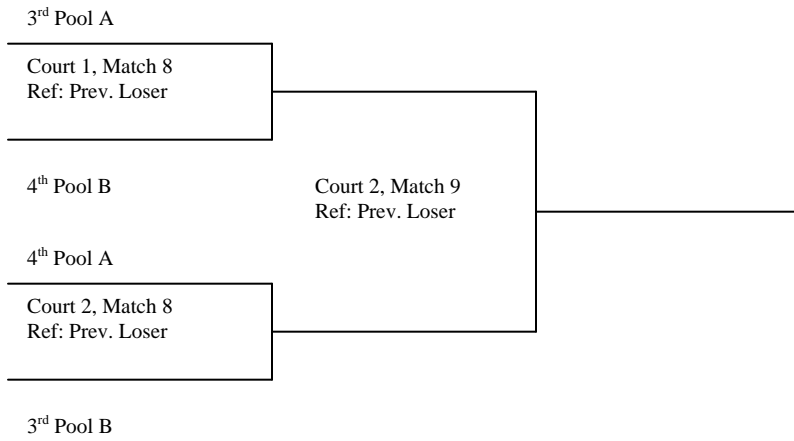 3rd Pool A
Court 1, Match 8
Ref: Prev. Loser
4th Pool B
Court 2, Match 9
Ref: Prev. Loser
4th Pool A
Court 2, Match 8
Ref: Prev. Loser
3rd Pool B